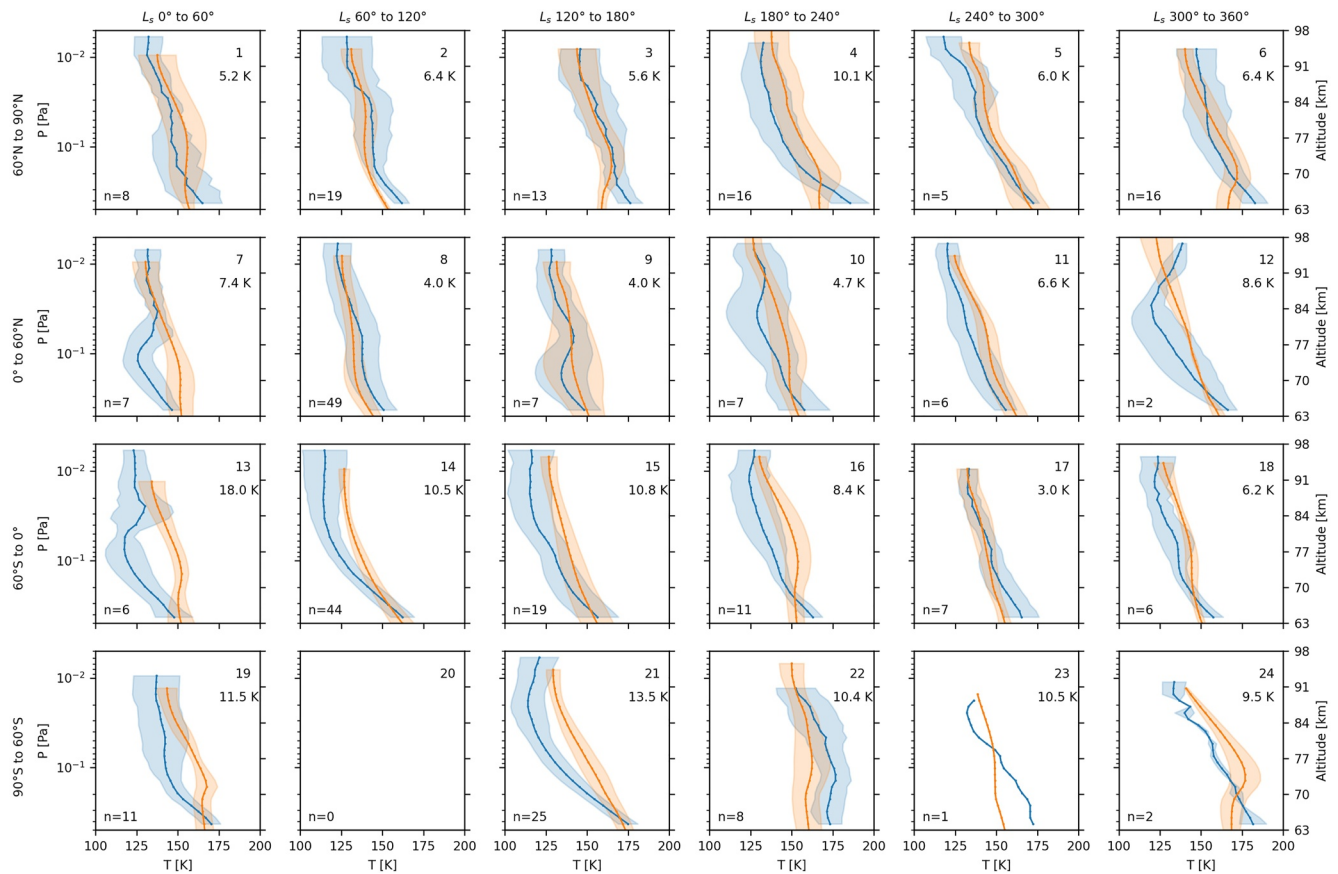 L_s 0° to 60° L_s 60° to 120° L_s 120° to 180° L_s 180° to 240° L_s 240° to 300° L_s 300° to 360°
60°N to 90°N
P [Pa]
10⁻²
10⁻¹
1
5.2 K
n=8
2
6.4 K
n=19
3
5.6 K
n=13
4
10.1 K
n=16
5
6.0 K
n=5
6
6.4 K
n=16
98
91
84
77
70
63
Altitude [km]
0° to 60°N
P [Pa]
10⁻²
10⁻¹
7
7.4 K
n=7
8
4.0 K
n=49
9
4.0 K
n=7
10
4.7 K
n=7
11
6.6 K
n=6
12
8.6 K
n=2
98
91
84
77
70
63
Altitude [km]
60°S to 0°
P [Pa]
10⁻²
10⁻¹
13
18.0 K
n=6
14
10.5 K
n=44
15
10.8 K
n=19
16
8.4 K
n=11
17
3.0 K
n=7
18
6.2 K
n=6
98
91
84
77
70
63
Altitude [km]
90°S to 60°S
P [Pa]
10⁻²
10⁻¹
19
11.5 K
n=11
20
n=0
21
13.5 K
n=25
22
10.4 K
n=8
23
10.5 K
n=1
24
9.5 K
n=2
98
91
84
77
70
63
Altitude [km]
100 125 150 175 200 100 125 150 175 200 100 125 150 175 200 100 125 150 175 200 100 125 150 175 200 100 125 150 175 200
T [K] T [K] T [K] T [K] T [K] T [K]